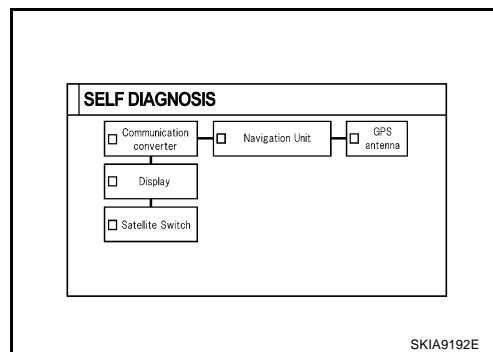 SELF DIAGNOSIS
Communication
converter
Navigation Unit
GPS
antenna
Display
Satellite Switch
SKIA9192E